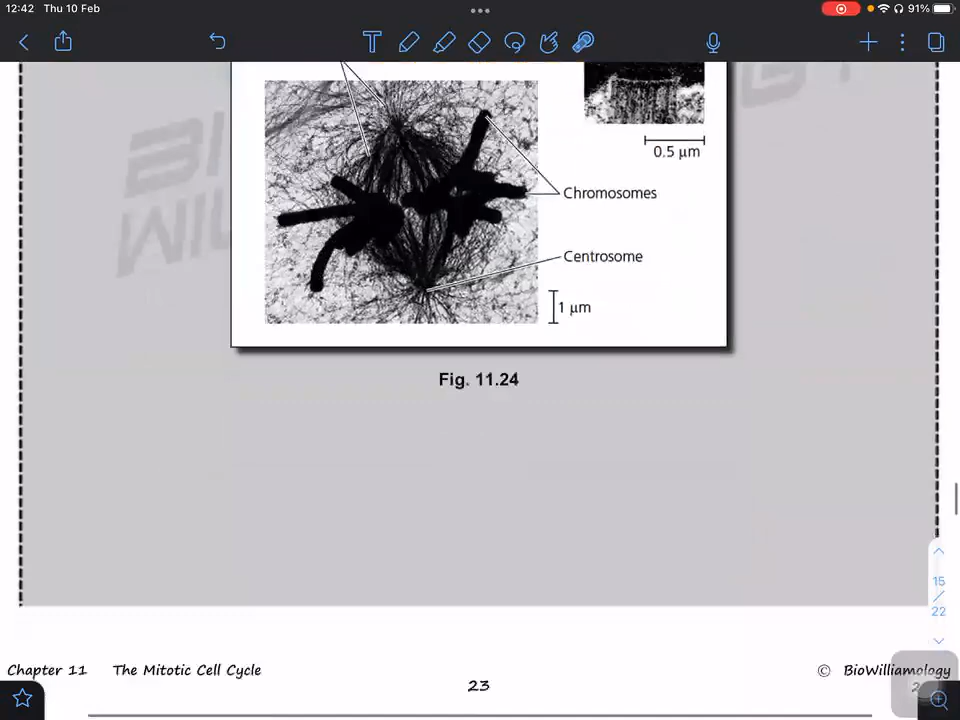 12:42 Thu 10 Feb
91%
0.5 µm
Chromosomes
Centrosome
1 µm
Fig. 11.24
15
/
22
Chapter 11 The Mitotic Cell Cycle
© BioWilliamology
23